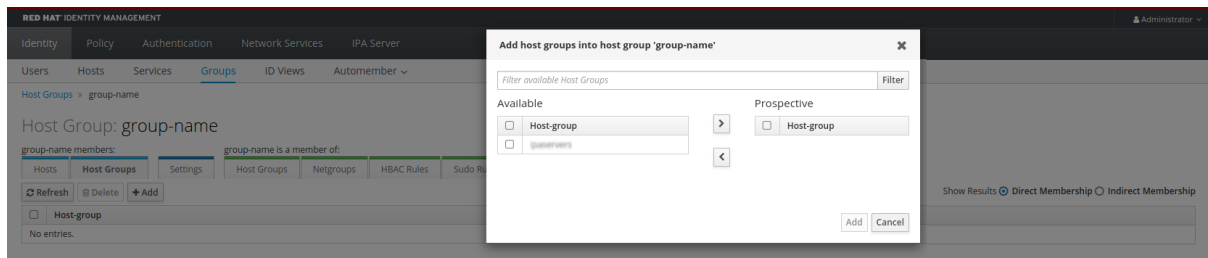 RED HAT IDENTITY MANAGEMENT
Administrator
Identity Policy Authentication Network Services IPA Server
Add host groups into host group 'group-name'
Users Hosts Services Groups ID Views Automember
Filter available Host Groups Filter
Host Groups » group-name
Available Prospective
Host Group: group-name
Host-group Host-group
ipaservers
group-name members: group-name is a member of:
Hosts Host Groups Settings Host Groups Netgroups HBAC Rules Sudo Ru
Refresh Delete + Add
Show Results Direct Membership Indirect Membership
Host-group
Add Cancel
No entries.